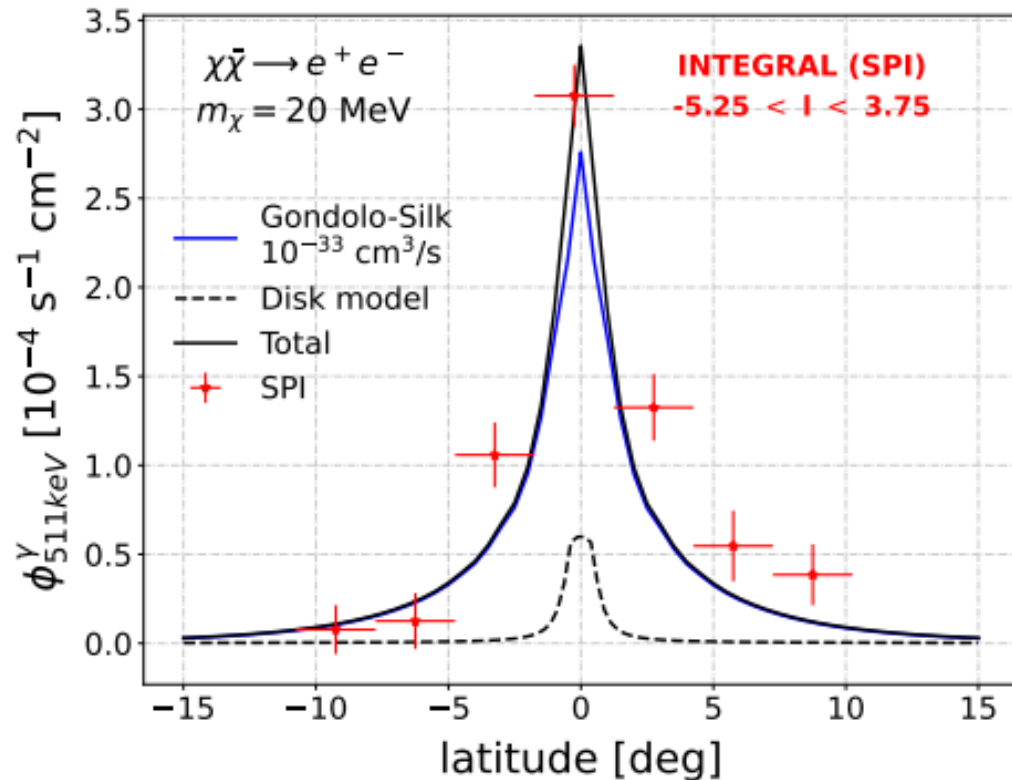 χχ̄ → e⁺e⁻
mχ = 20 MeV
INTEGRAL (SPI)
-5.25 < l < 3.75
Gondolo-Silk
10⁻³³ cm³/s
Disk model
Total
SPI
ϕ^γ_511keV [10⁻⁴ s⁻¹ cm⁻²]
3.5
3.0
2.5
2.0
1.5
1.0
0.5
0.0
−15 −10 −5 0 5 10 15
latitude [deg]